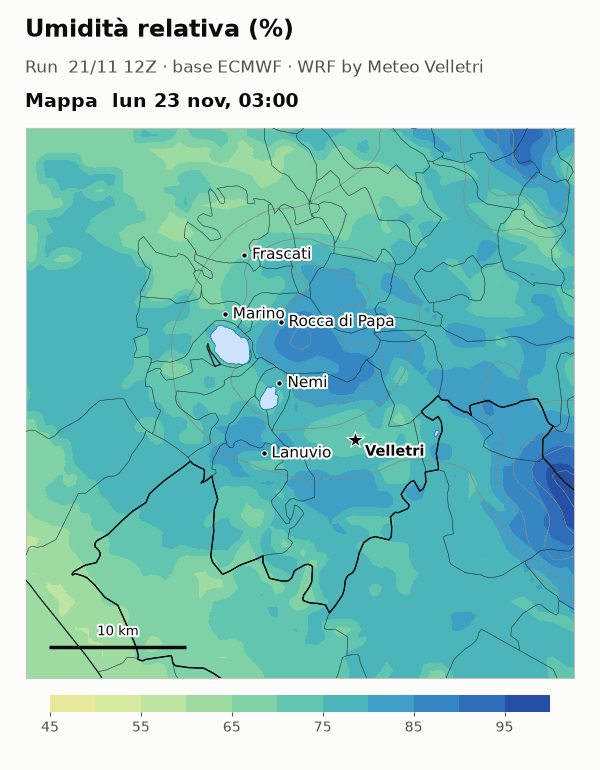 Umidità relativa (%)
Run  21/11 12Z · base ECMWF · WRF by Meteo Velletri
Mappa  lun 23 nov, 03:00
Frascati
Marino
Rocca di Papa
Nemi
Velletri
Lanuvio
10 km
45 55 65 75 85 95